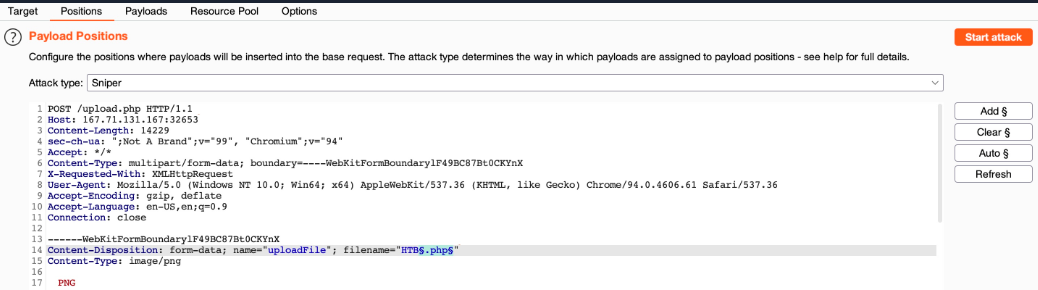 Target Positions Payloads Resource Pool Options
? Payload Positions Start attack
Configure the positions where payloads will be inserted into the base request. The attack type determines the way in which payloads are assigned to payload positions - see help for full details.
Attack type: Sniper
1 POST /upload.php HTTP/1.1 Add §
2 Host: 167.71.131.167:32653
3 Content-Length: 14229 Clear §
4 sec-ch-ua: ";Not A Brand";v="99", "Chromium";v="94"
5 Accept: */* Auto §
6 Content-Type: multipart/form-data; boundary=----WebKitFormBoundarylF49BC87Bt0CKYnX
7 X-Requested-With: XMLHttpRequest Refresh
8 User-Agent: Mozilla/5.0 (Windows NT 10.0; Win64; x64) AppleWebKit/537.36 (KHTML, like Gecko) Chrome/94.0.4606.61 Safari/537.36
9 Accept-Encoding: gzip, deflate
10 Accept-Language: en-US,en;q=0.9
11 Connection: close
12
13 ------WebKitFormBoundarylF49BC87Bt0CKYnX
14 Content-Disposition: form-data; name="uploadFile"; filename="HTB§.php§"
15 Content-Type: image/png
16
17 PNG